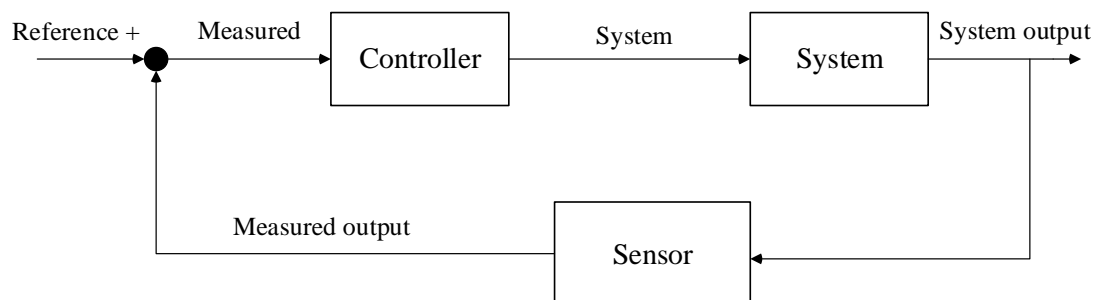 Reference +
Measured
Controller
System
System
System output
Measured output
Sensor